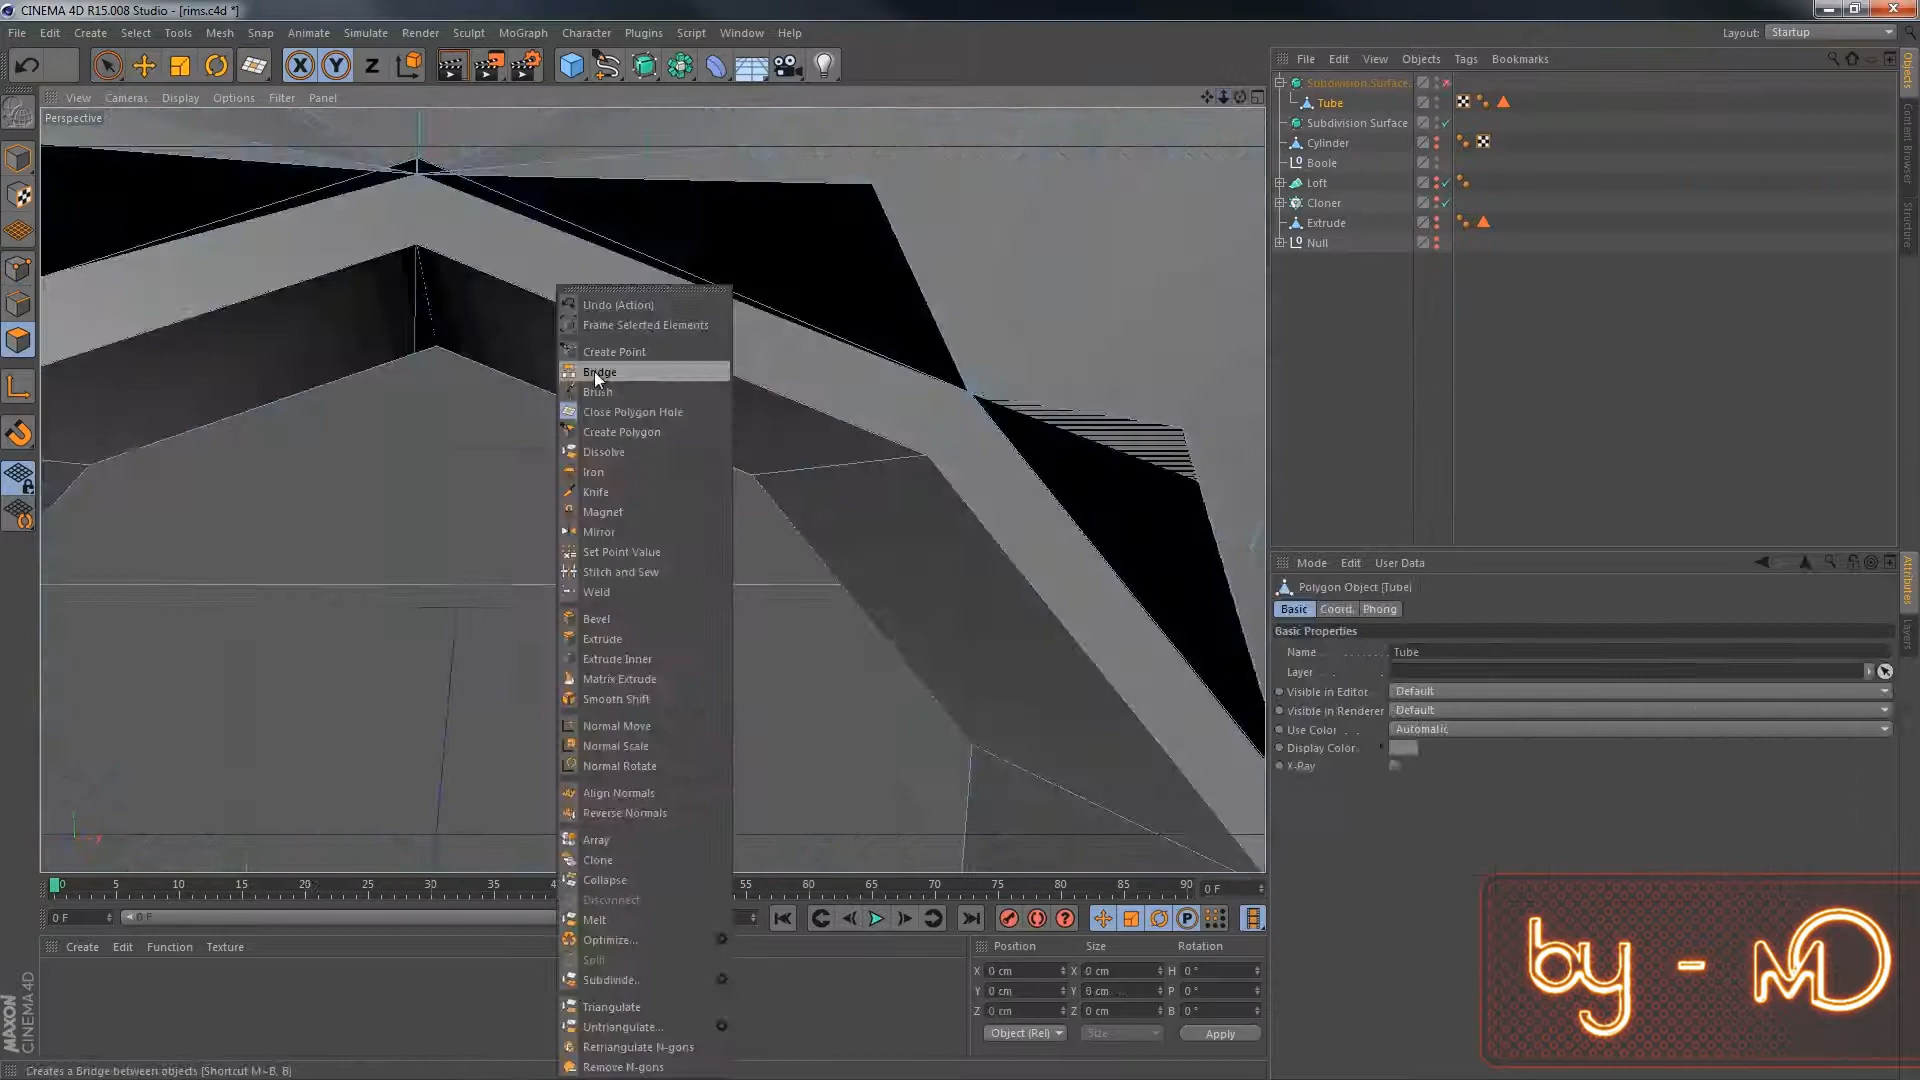 CINEMA 4D R15.008 Studio - [rims.c4d *]
File Edit Create Select Tools Mesh Snap Animate Simulate Render Sculpt MoGraph Character Plugins Script Window Help
Layout: Startup
View Cameras Display Options Filter Panel
Perspective
Undo (Action)
Frame Selected Elements
Create Point
Bridge
Brush
Close Polygon Hole
Create Polygon
Dissolve
Iron
Knife
Magnet
Mirror
Set Point Value
Stitch and Sew
Weld
Bevel
Extrude
Extrude Inner
Matrix Extrude
Smooth Shift
Normal Move
Normal Scale
Normal Rotate
Align Normals
Reverse Normals
Array
Clone
Collapse
Disconnect
Melt
Optimize...
Split
Subdivide...
Triangulate
Untriangulate...
Retriangulate N-gons
Remove N-gons
File Edit View Objects Tags Bookmarks
Subdivision Surface.
Tube
Subdivision Surface
Cylinder
Boole
Loft
Cloner
Extrude
Null
Objects
Content Browser
Structure
Mode Edit User Data
Polygon Object [Tube]
Basic Coord. Phong
Basic Properties
Name Tube
Layer
Visible in Editor Default
Visible in Renderer Default
Use Color Automatic
Display Color
X-Ray
Attributes
Layers
0 5 10 15 20 25 30 35 4 55 60 65 70 75 80 85 90 0 F
0 F 0 F
Create Edit Function Texture
Position Size Rotation
X 0 cm X 0 cm H 0 °
Y 0 cm Y 0 cm P 0 °
Z 0 cm Z 0 cm B 0 °
Object (Rel) Size Apply
MAXON
CINEMA 4D
Creates a Bridge between objects [Shortcut M~B, B]
by - MO